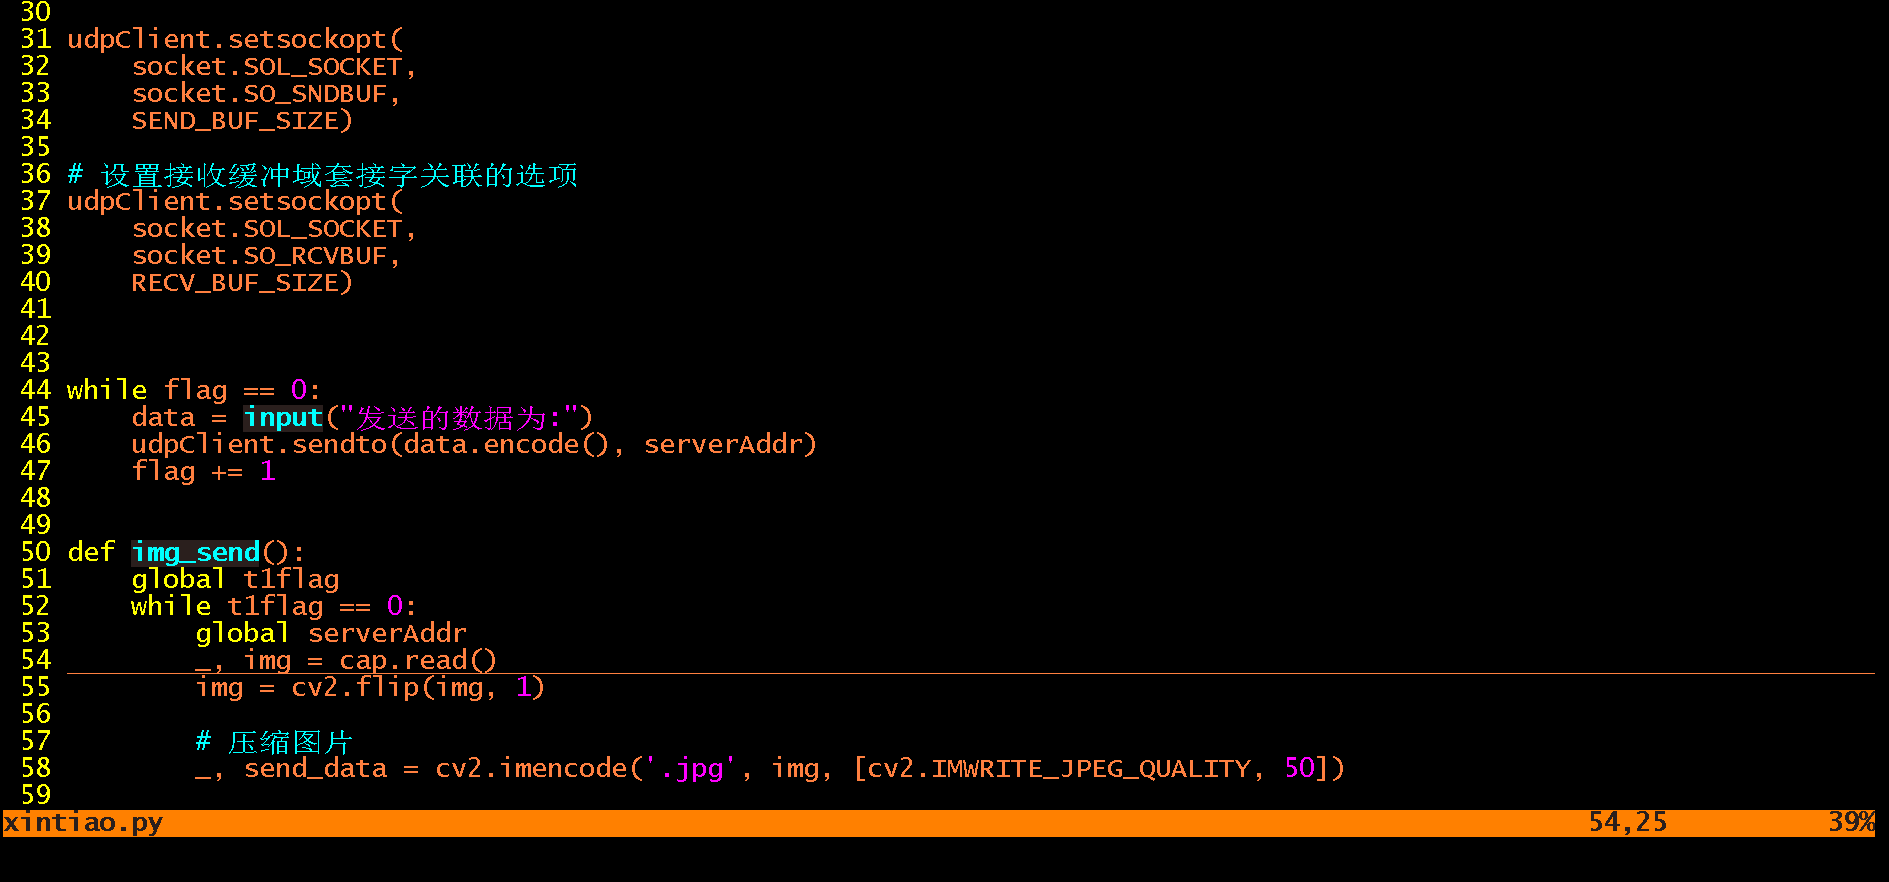 30
31 udpClient.setsockopt(
32     socket.SOL_SOCKET,
33     socket.SO_SNDBUF,
34     SEND_BUF_SIZE)
35
36 # 设置接收缓冲域套接字关联的选项
37 udpClient.setsockopt(
38     socket.SOL_SOCKET,
39     socket.SO_RCVBUF,
40     RECV_BUF_SIZE)
41
42
43
44 while flag == 0:
45     data = input("发送的数据为:")
46     udpClient.sendto(data.encode(), serverAddr)
47     flag += 1
48
49
50 def img_send():
51     global t1flag
52     while t1flag == 0:
53         global serverAddr
54         _, img = cap.read()
55         img = cv2.flip(img, 1)
56
57         # 压缩图片
58         _, send_data = cv2.imencode('.jpg', img, [cv2.IMWRITE_JPEG_QUALITY, 50])
59
xintiao.py 54,25 39%